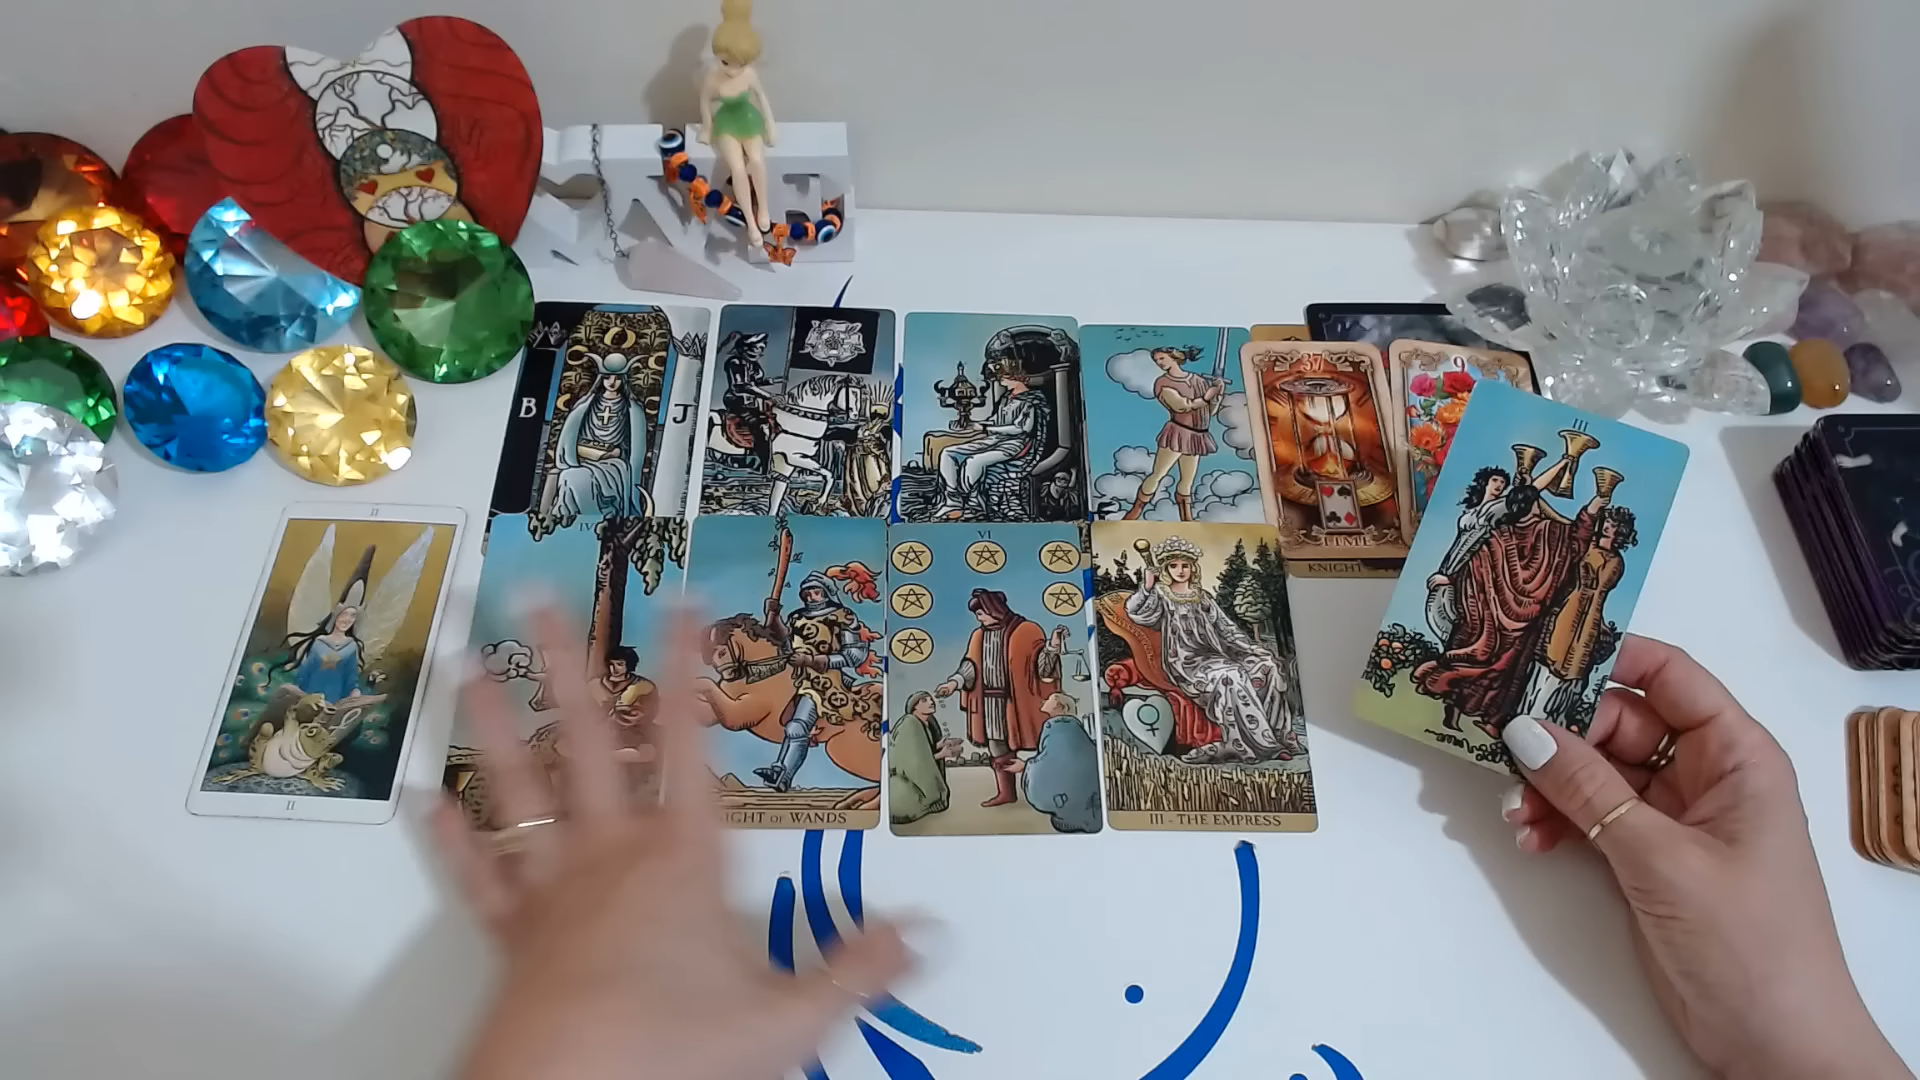 B
J
37
9
TIME
KNIGHT
III
II
II
IV
VI
IGHT OF WANDS
III - THE EMPRESS